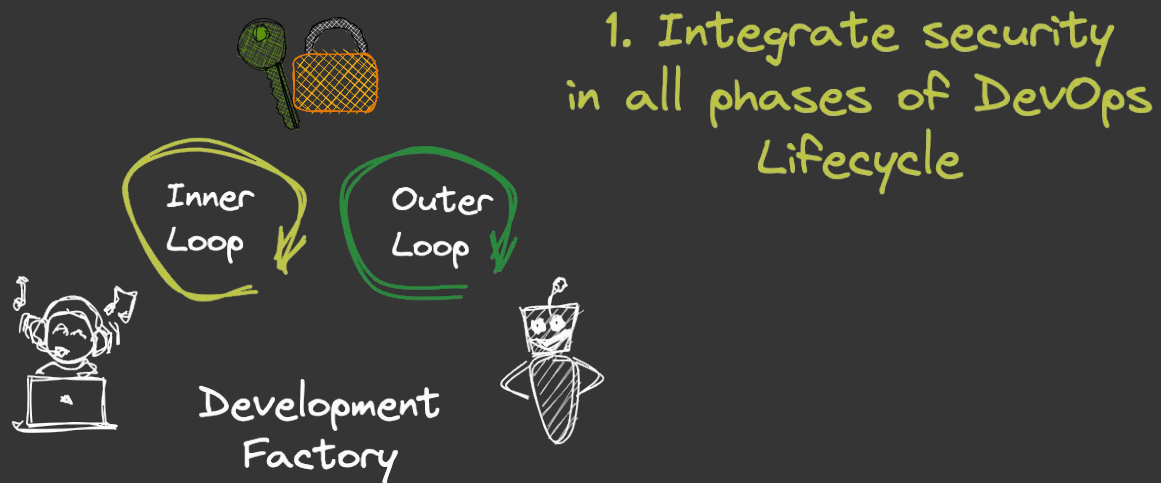 1. Integrate security
in all phases of DevOps
Lifecycle
Inner
Loop
Outer
Loop
Development
Factory